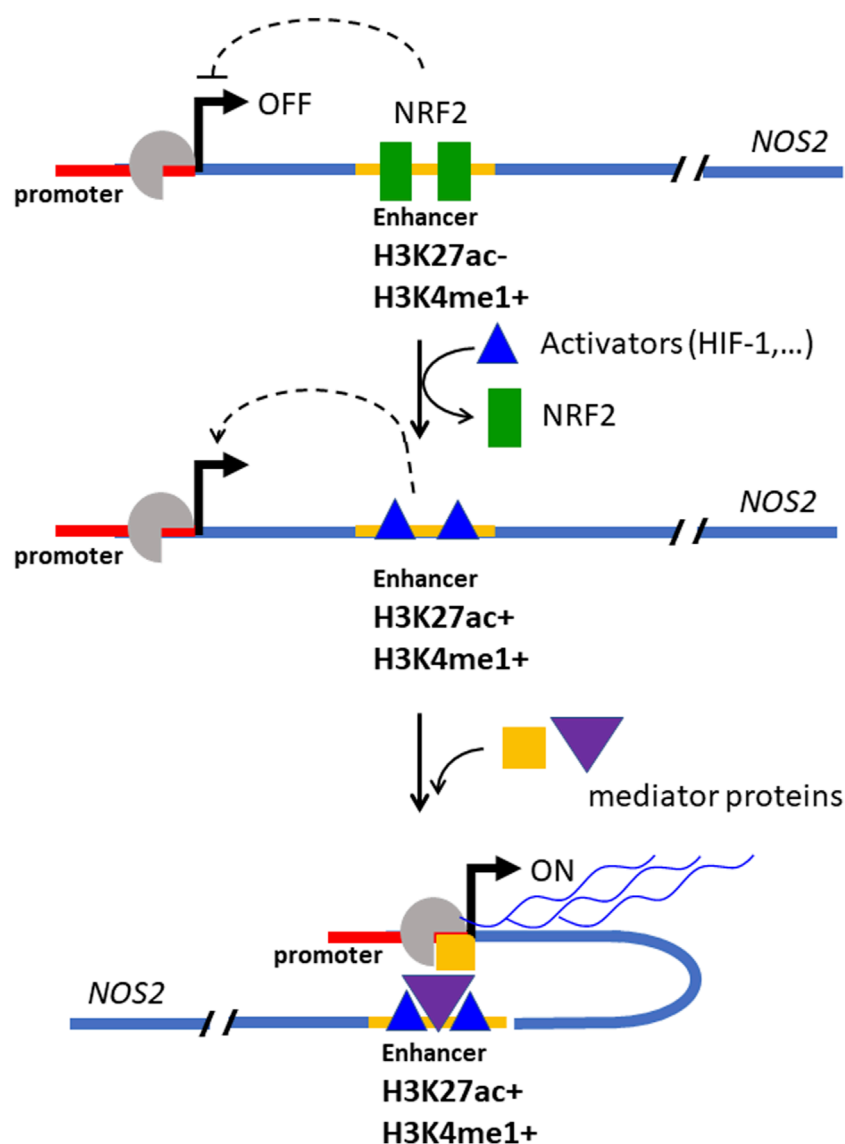 OFF
NRF2
NOS2
promoter
Enhancer
H3K27ac-
H3K4me1+
Activators (HIF-1,...)
NRF2
NOS2
promoter
Enhancer
H3K27ac+
H3K4me1+
mediator proteins
ON
promoter
NOS2
Enhancer
H3K27ac+
H3K4me1+